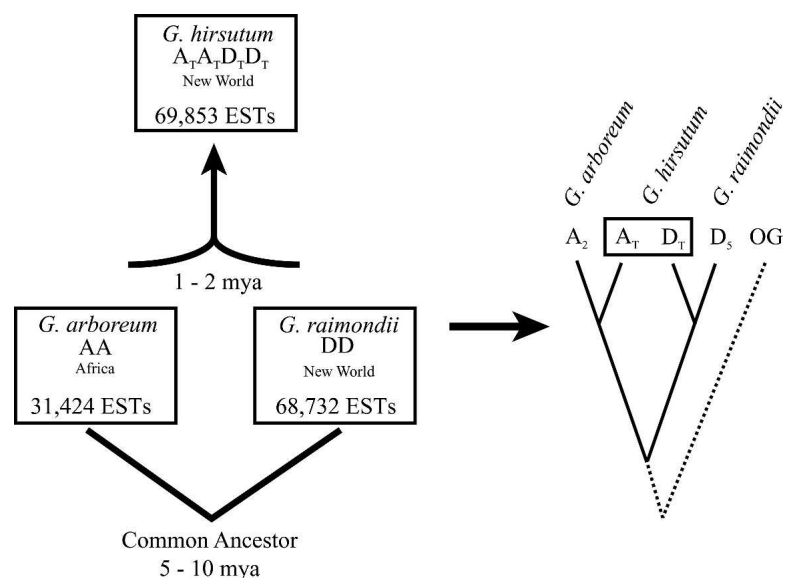 G. hirsutum
ATATDTDT
New World
69,853 ESTs
1 - 2 mya
G. arboreum
AA
Africa
31,424 ESTs
G. raimondii
DD
New World
68,732 ESTs
Common Ancestor
5 - 10 mya
G. arboreum
G. hirsutum
G. raimondii
A2 AT DT D5 OG